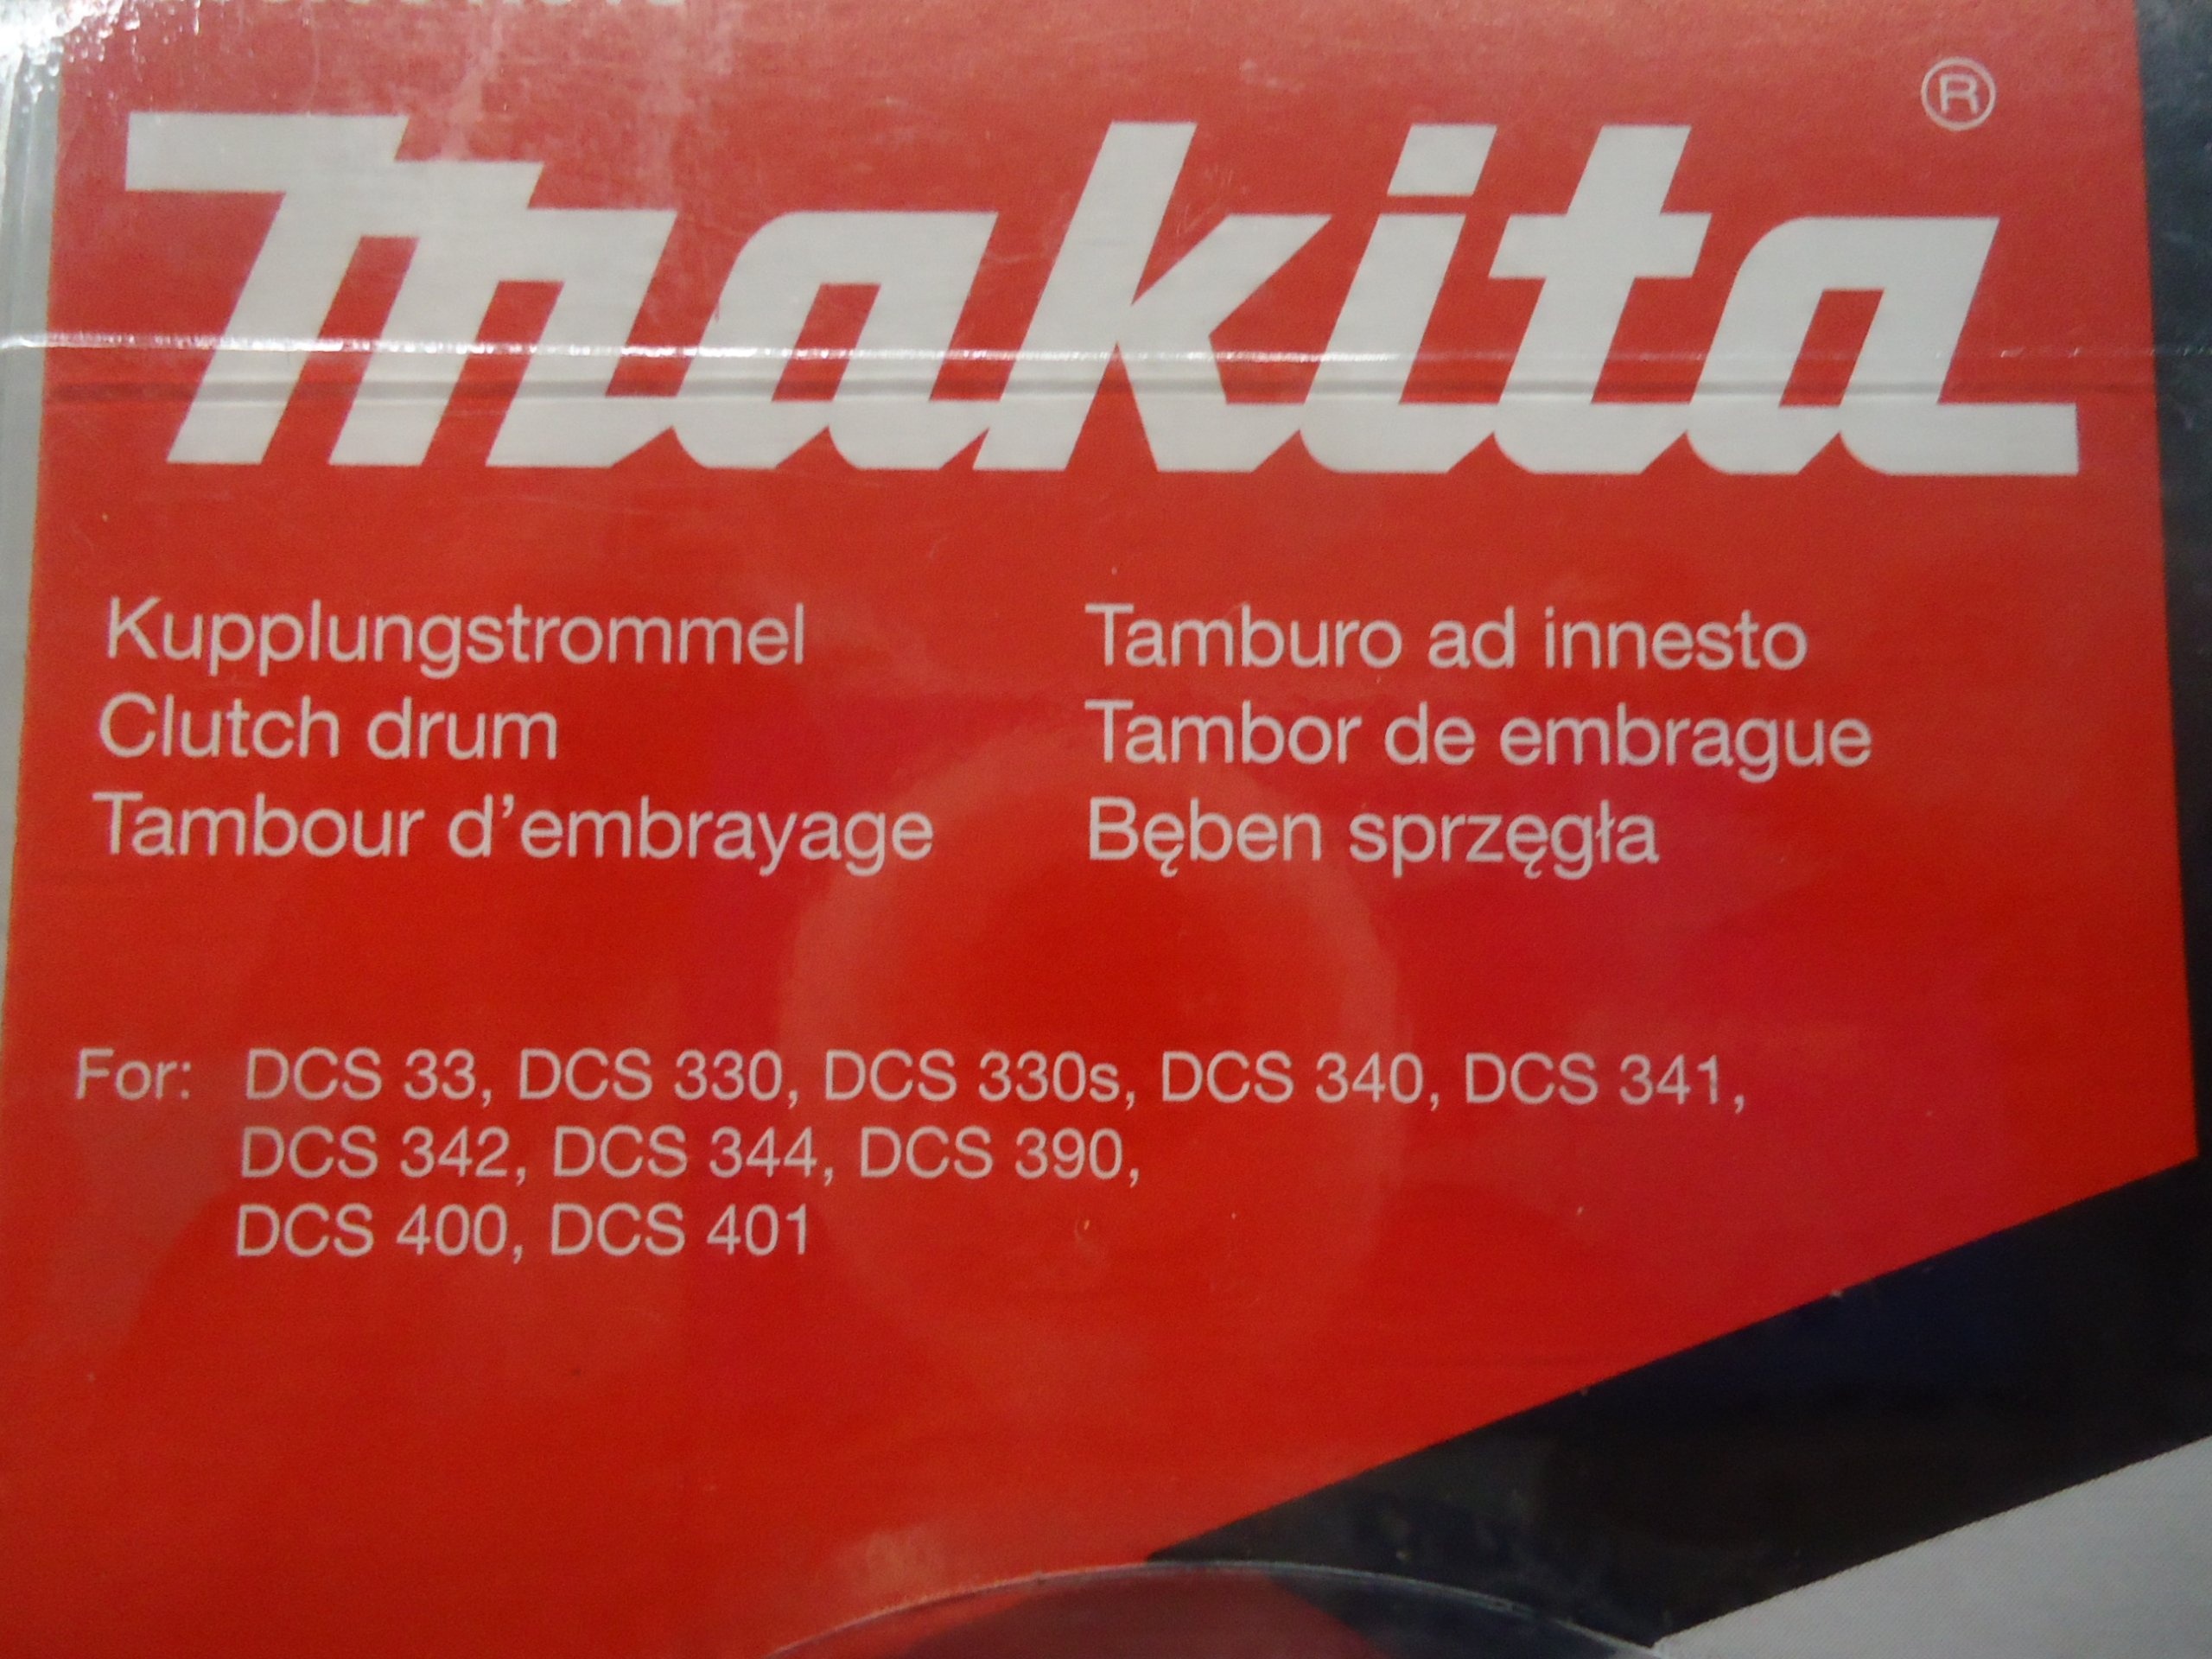 makita®
Kupplungstrommel
Clutch drum
Tambour d'embrayage
Tamburo ad innesto
Tambor de embrague
Bęben sprzęgła
For: DCS 33, DCS 330, DCS 330s, DCS 340, DCS 341,
DCS 342, DCS 344, DCS 390,
DCS 400, DCS 401